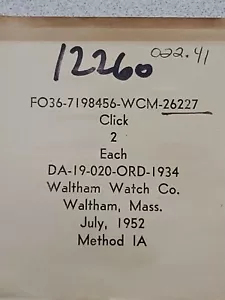 12260 022.41
FO36-7198456-WCM-26227
Click
2
Each
DA-19-020-ORD-1934
Waltham Watch Co.
Waltham, Mass.
July, 1952
Method IA